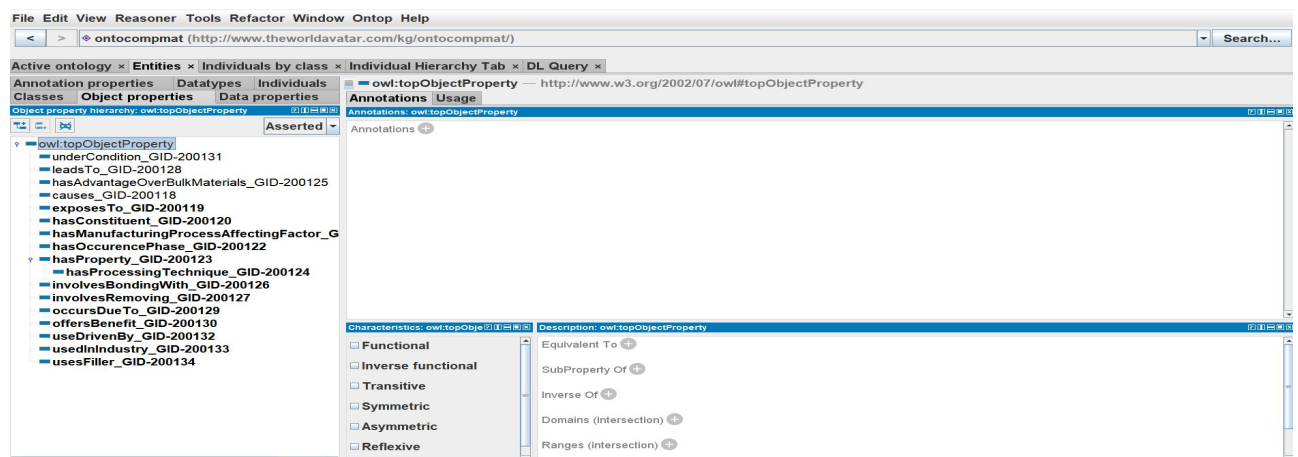 File Edit View Reasoner Tools Refactor Window Ontop Help
< > ontocompmat (http://www.theworldavatar.com/kg/ontocompmat/) Search...
Active ontology × Entities × Individuals by class × Individual Hierarchy Tab × DL Query ×
Annotation properties Datatypes Individuals
Classes Object properties Data properties
Object property hierarchy: owl:topObjectProperty
Asserted
owl:topObjectProperty
underCondition_GID-200131
leadsTo_GID-200128
hasAdvantageOverBulkMaterials_GID-200125
causes_GID-200118
exposesTo_GID-200119
hasConstituent_GID-200120
hasManufacturingProcessAffectingFactor_G
hasOccurencePhase_GID-200122
hasProperty_GID-200123
hasProcessingTechnique_GID-200124
involvesBondingWith_GID-200126
involvesRemoving_GID-200127
occursDueTo_GID-200129
offersBenefit_GID-200130
useDrivenBy_GID-200132
usedInIndustry_GID-200133
usesFiller_GID-200134
owl:topObjectProperty — http://www.w3.org/2002/07/owl#topObjectProperty
Annotations Usage
Annotations: owl:topObjectProperty
Annotations
Characteristics: owl:topObje
Functional
Inverse functional
Transitive
Symmetric
Asymmetric
Reflexive
Description: owl:topObjectProperty
Equivalent To
SubProperty Of
Inverse Of
Domains (intersection)
Ranges (intersection)